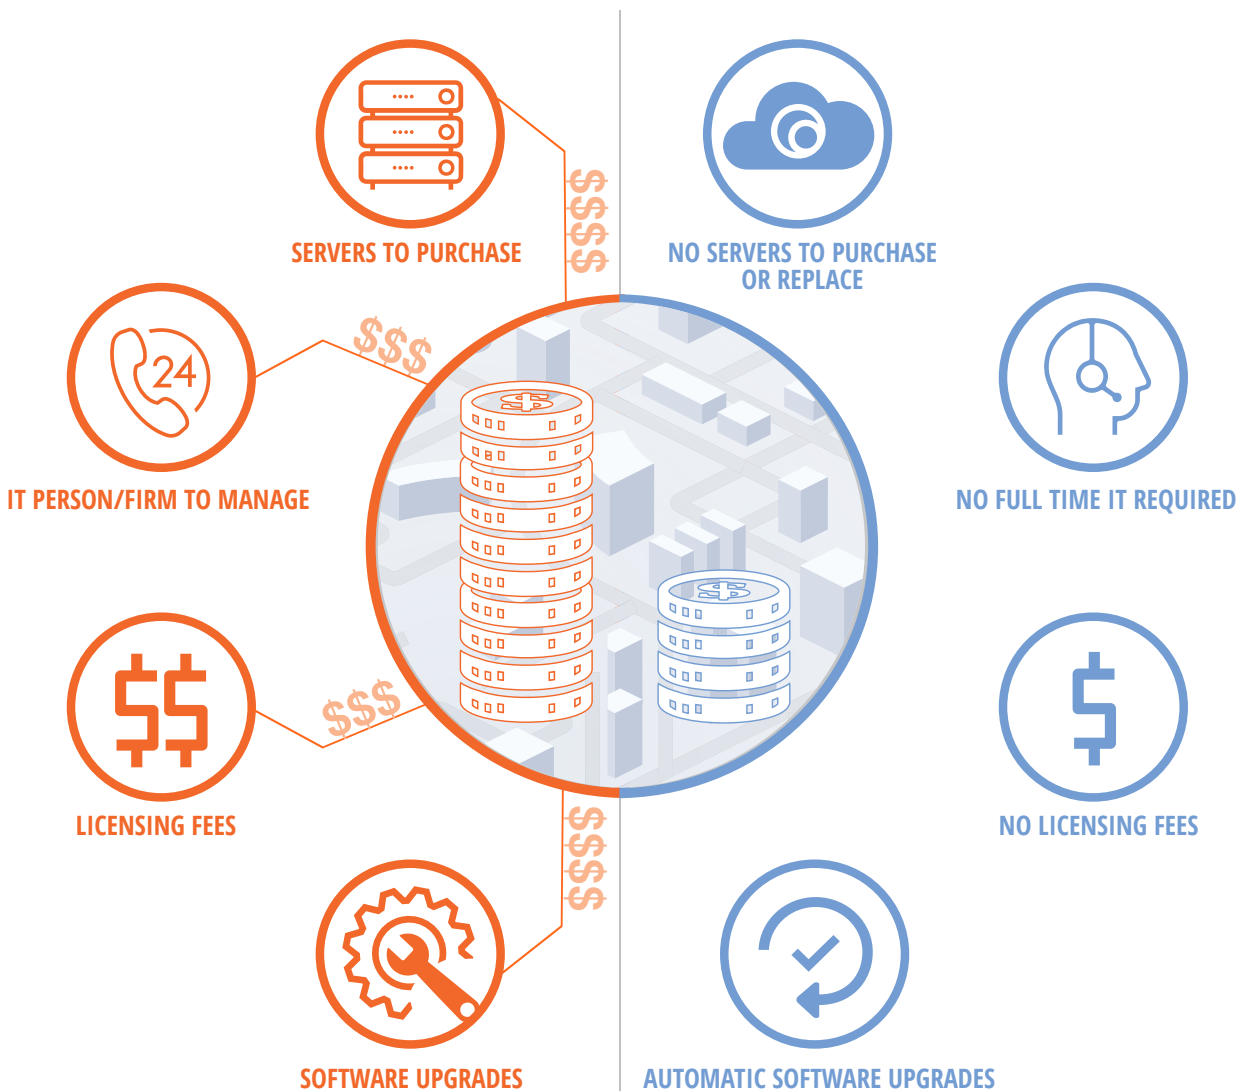 $$$$
SERVERS TO PURCHASE
NO SERVERS TO PURCHASE
OR REPLACE
$$$
24
IT PERSON/FIRM TO MANAGE
NO FULL TIME IT REQUIRED
$
$
$$
$$$
$
LICENSING FEES
NO LICENSING FEES
$$$$
SOFTWARE UPGRADES
AUTOMATIC SOFTWARE UPGRADES